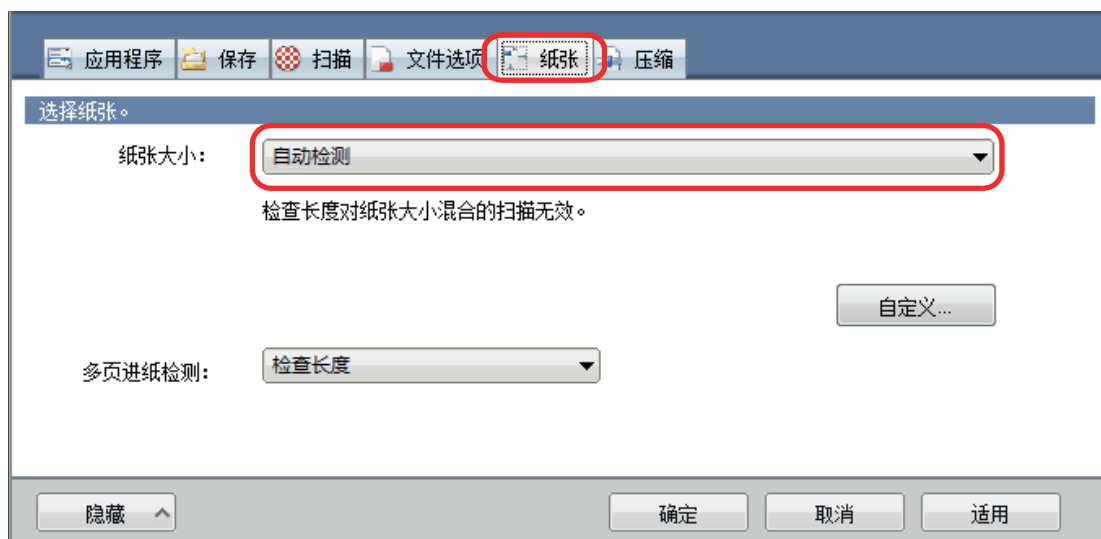 应用程序 保存 扫描 文件选项 纸张 压缩
选择纸张。
纸张大小: 自动检测
检查长度对纸张大小混合的扫描无效。
自定义...
多页进纸检测: 检查长度
隐藏 确定 取消 适用